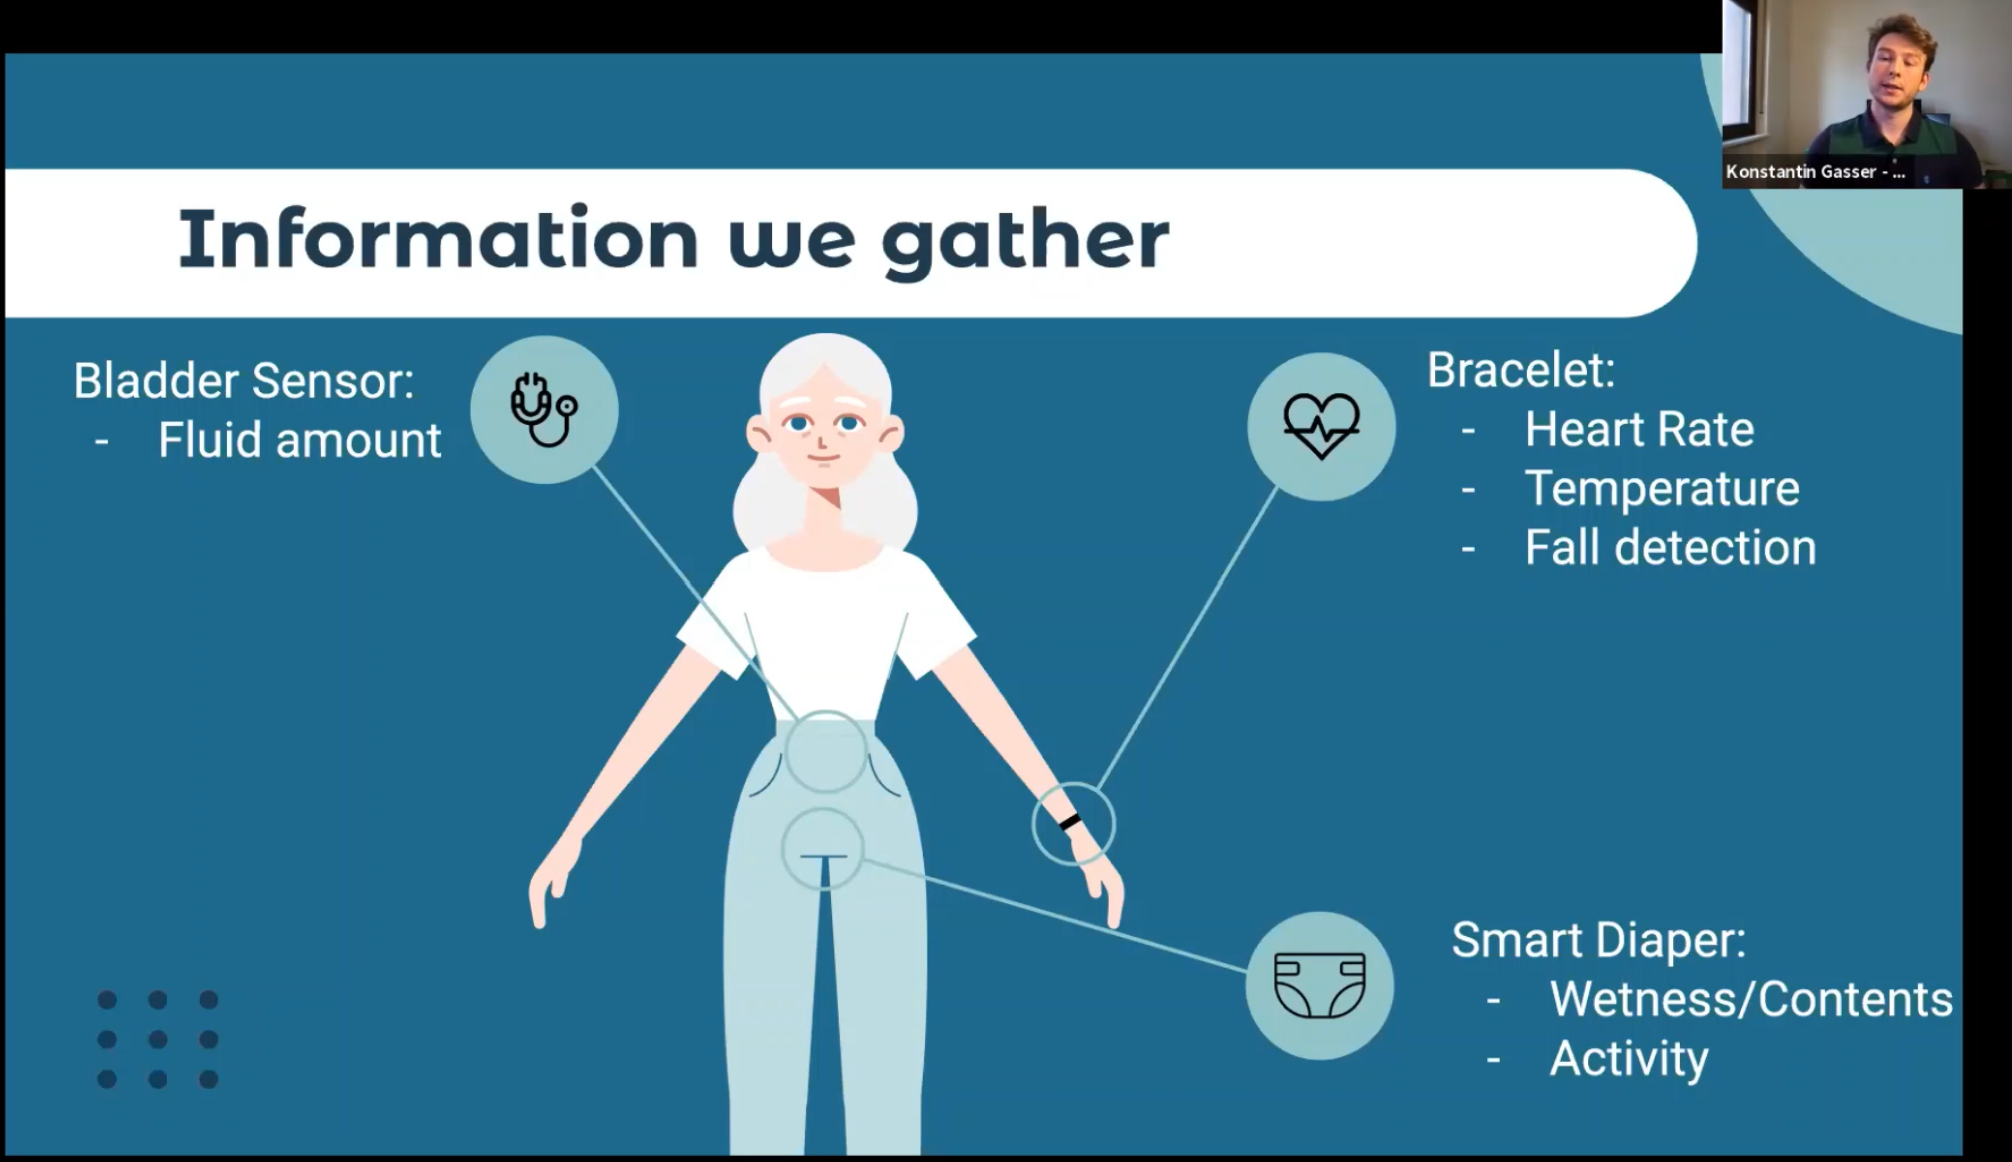 Konstantin Gasser - ...
Information we gather
Bladder Sensor:
- Fluid amount
Bracelet:
- Heart Rate
- Temperature
- Fall detection
Smart Diaper:
- Wetness/Contents
- Activity